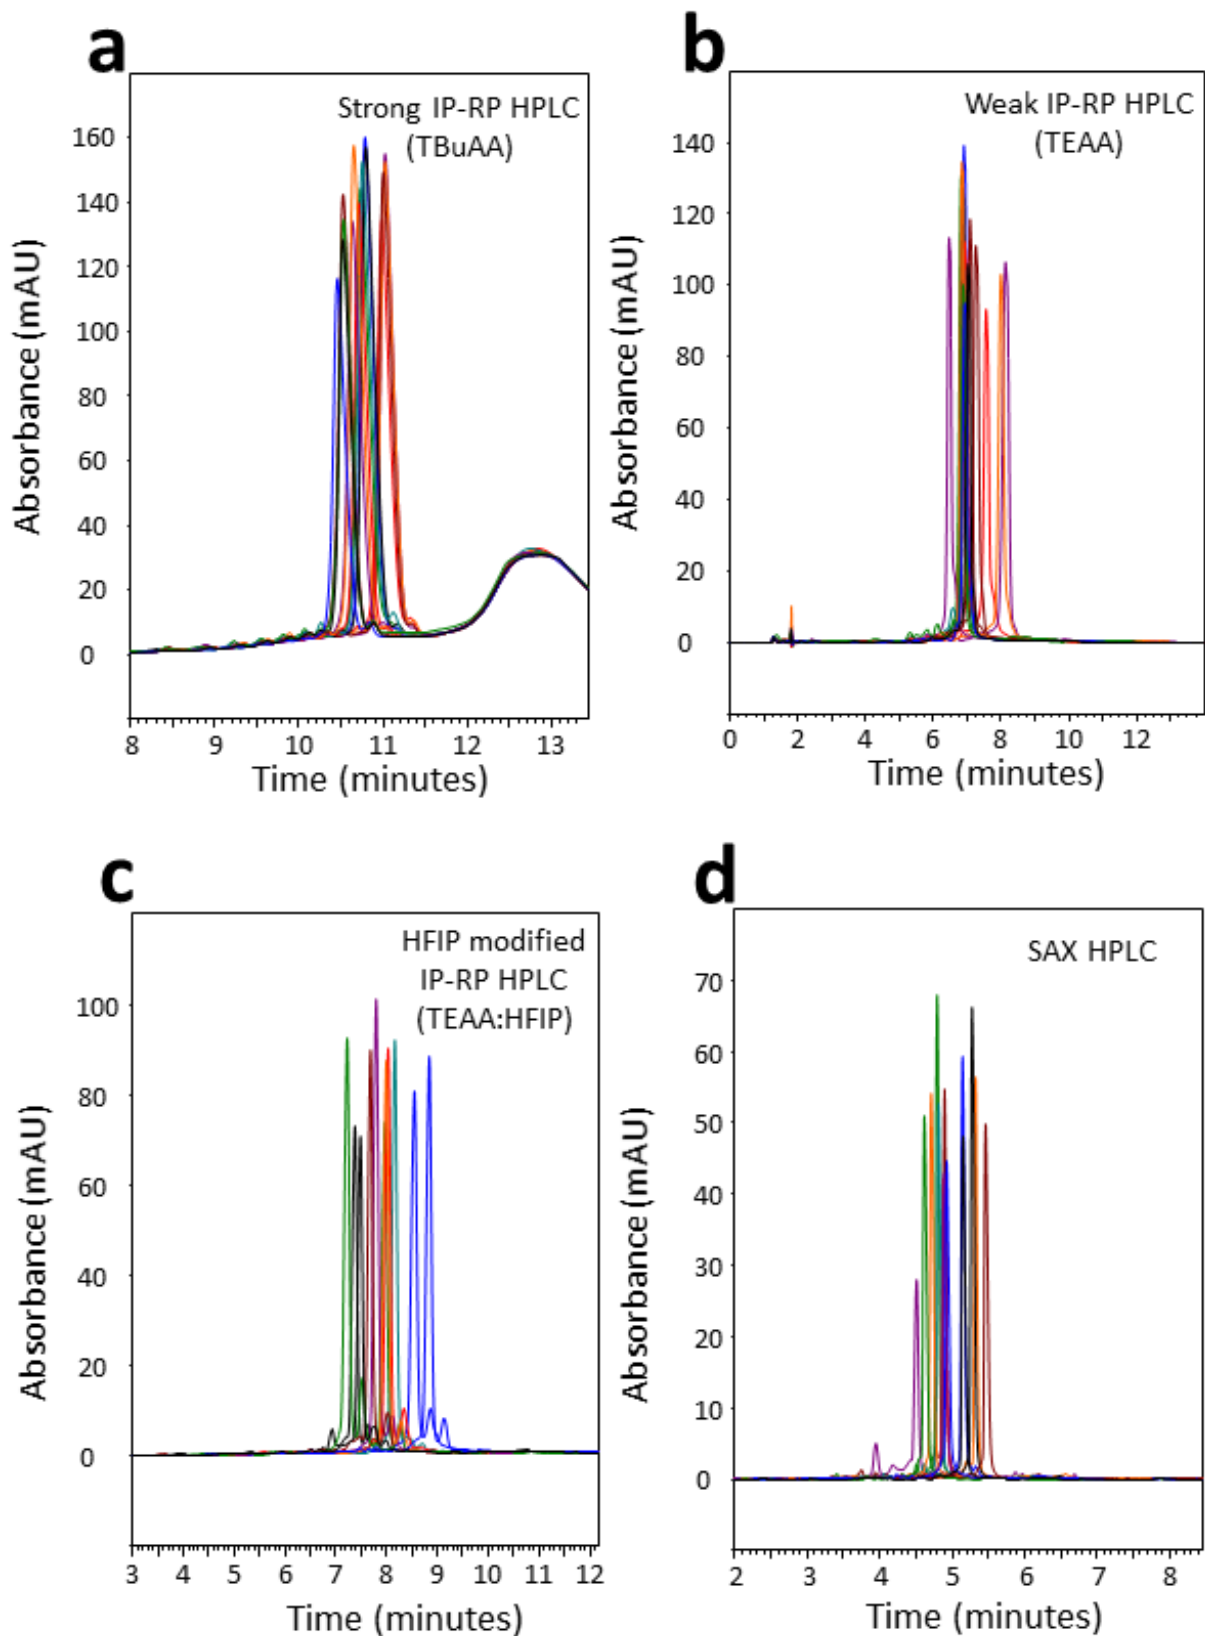 a
Strong IP-RP HPLC
(TBuAA)
160
140
120
100
80
60
40
20
0
Absorbance (mAU)
8 9 10 11 12 13
Time (minutes)
b
Weak IP-RP HPLC
(TEAA)
140
120
100
80
60
40
20
0
Absorbance (mAU)
0 2 4 6 8 10 12
Time (minutes)
c
HFIP modified
IP-RP HPLC
(TEAA:HFIP)
100
80
60
40
20
0
Absorbance (mAU)
3 4 5 6 7 8 9 10 11 12
Time (minutes)
d
SAX HPLC
70
60
50
40
30
20
10
0
Absorbance (mAU)
2 3 4 5 6 7 8
Time (minutes)